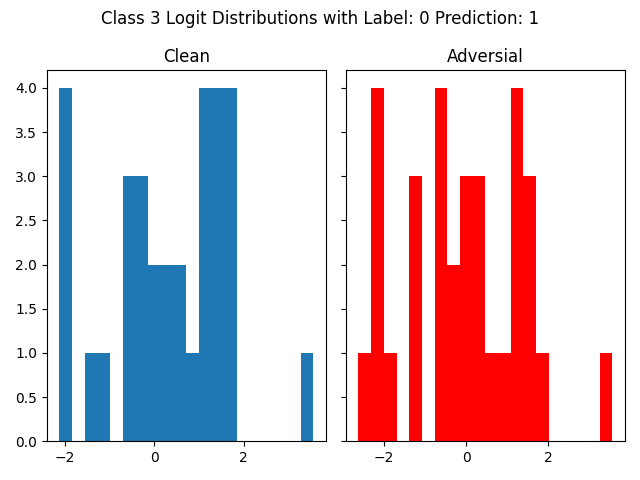 Class 3 Logit Distributions with Label: 0 Prediction: 1
Clean
Adversial
4.0
3.5
3.0
2.5
2.0
1.5
1.0
0.5
0.0
−2 0 2
−2 0 2